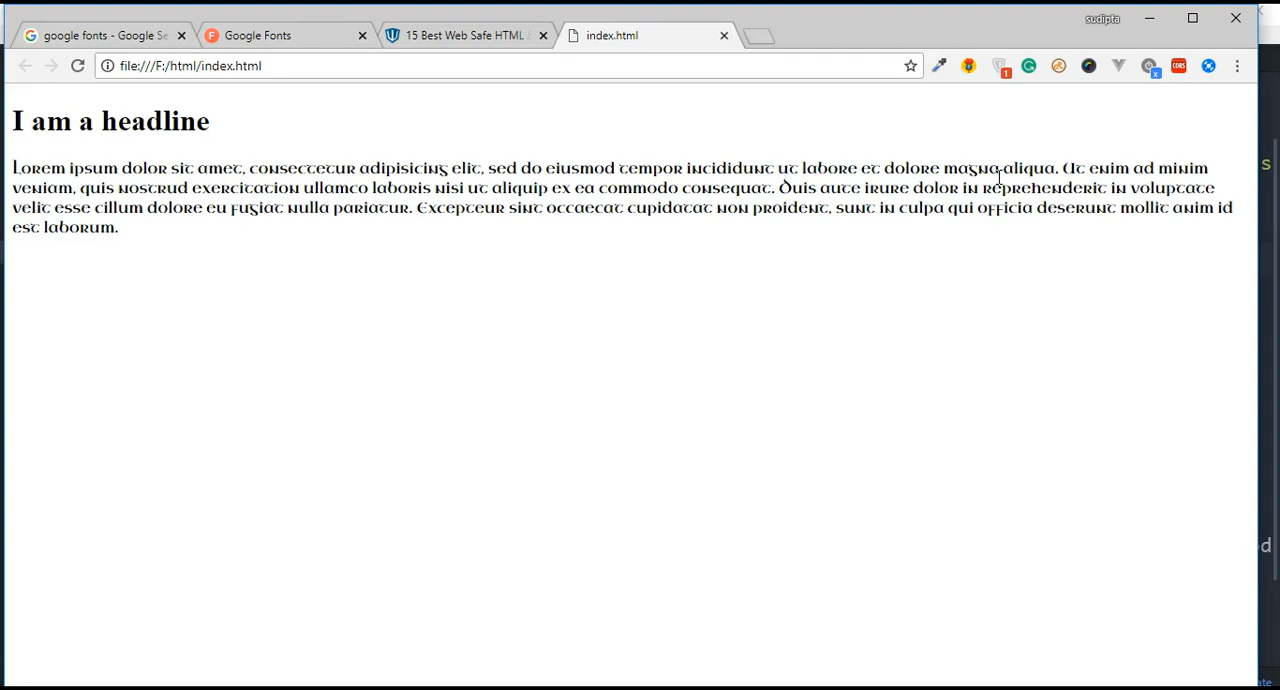 sudipta
google fonts - Google Se
Google Fonts
15 Best Web Safe HTML
index.html
file:///F:/html/index.html
1
x
CORS
I am a headline
Lorem ipsum dolor sit amet, consectetur adipisicing elit, sed do eiusmod tempor incididunt ut labore et dolore magna aliqua. Ut enim ad minim
veniam, quis nostrud exercitation ullamco laboris nisi ut aliquip ex ea commodo consequat. Duis aute irure dolor in reprehenderit in voluptate
velit esse cillum dolore eu fugiat nulla pariatur. Excepteur sint occaecat cupidatat non proident, sunt in culpa qui officia deserunt mollit anim id
est laborum.